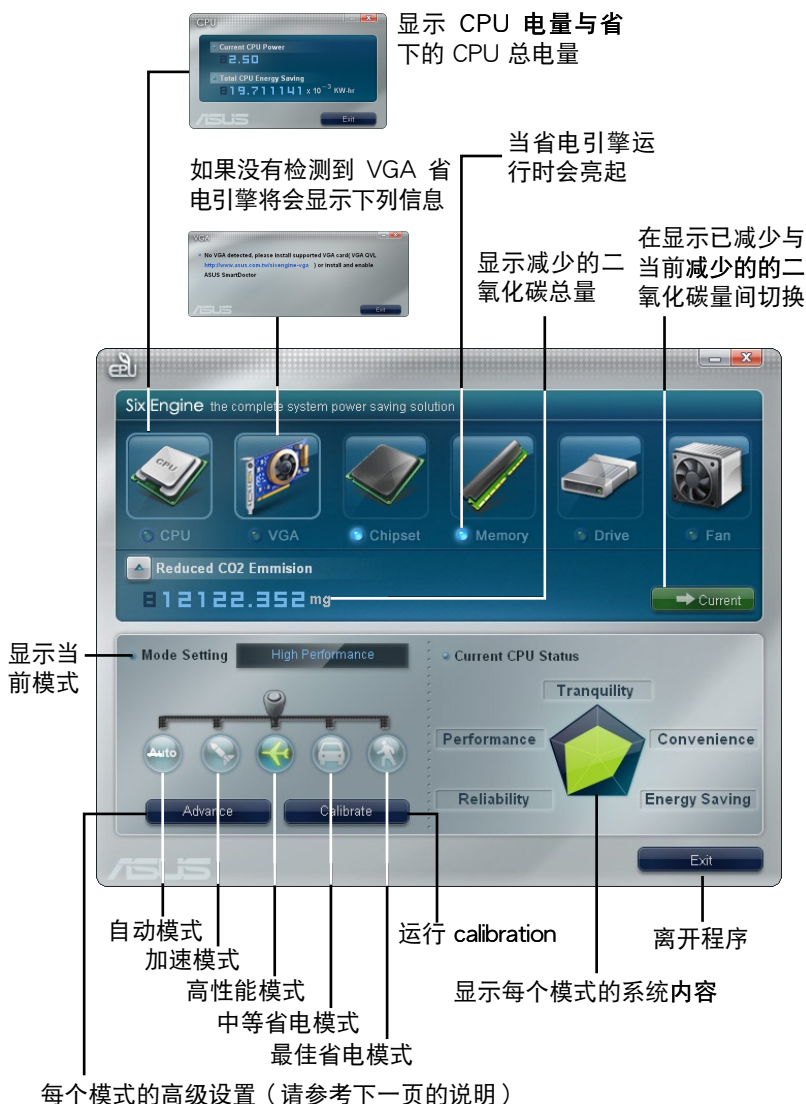 CPU
Current CPU Power
2.50
Total CPU Energy Saving
19.711141 x 10⁻³ KW-hr
ASUS
Exit
显示 CPU 电量与省
下的 CPU 总电量
当省电引擎运
行时会亮起
如果没有检测到 VGA 省
电引擎将会显示下列信息
VGA
No VGA detected, please install supported VGA card( VGA QVL
http://www.asus.com.tw/sixengine-vga ) or install and enable
ASUS SmartDoctor
ASUS
Exit
显示减少的二
氧化碳总量
在显示已减少与
当前减少的的二
氧化碳量间切换
EPU
Six Engine the complete system power saving solution
CPU
CPU
VGA
Chipset
Memory
Drive
Fan
Reduced CO2 Emmision
12122.352 mg
Current
显示当
前模式
Mode Setting
High Performance
Auto
Advance
Calibrate
Current CPU Status
Tranquility
Performance
Convenience
Reliability
Energy Saving
ASUS
Exit
自动模式
加速模式
高性能模式
中等省电模式
最佳省电模式
运行 calibration
离开程序
显示每个模式的系统内容
每个模式的高级设置（请参考下一页的说明）